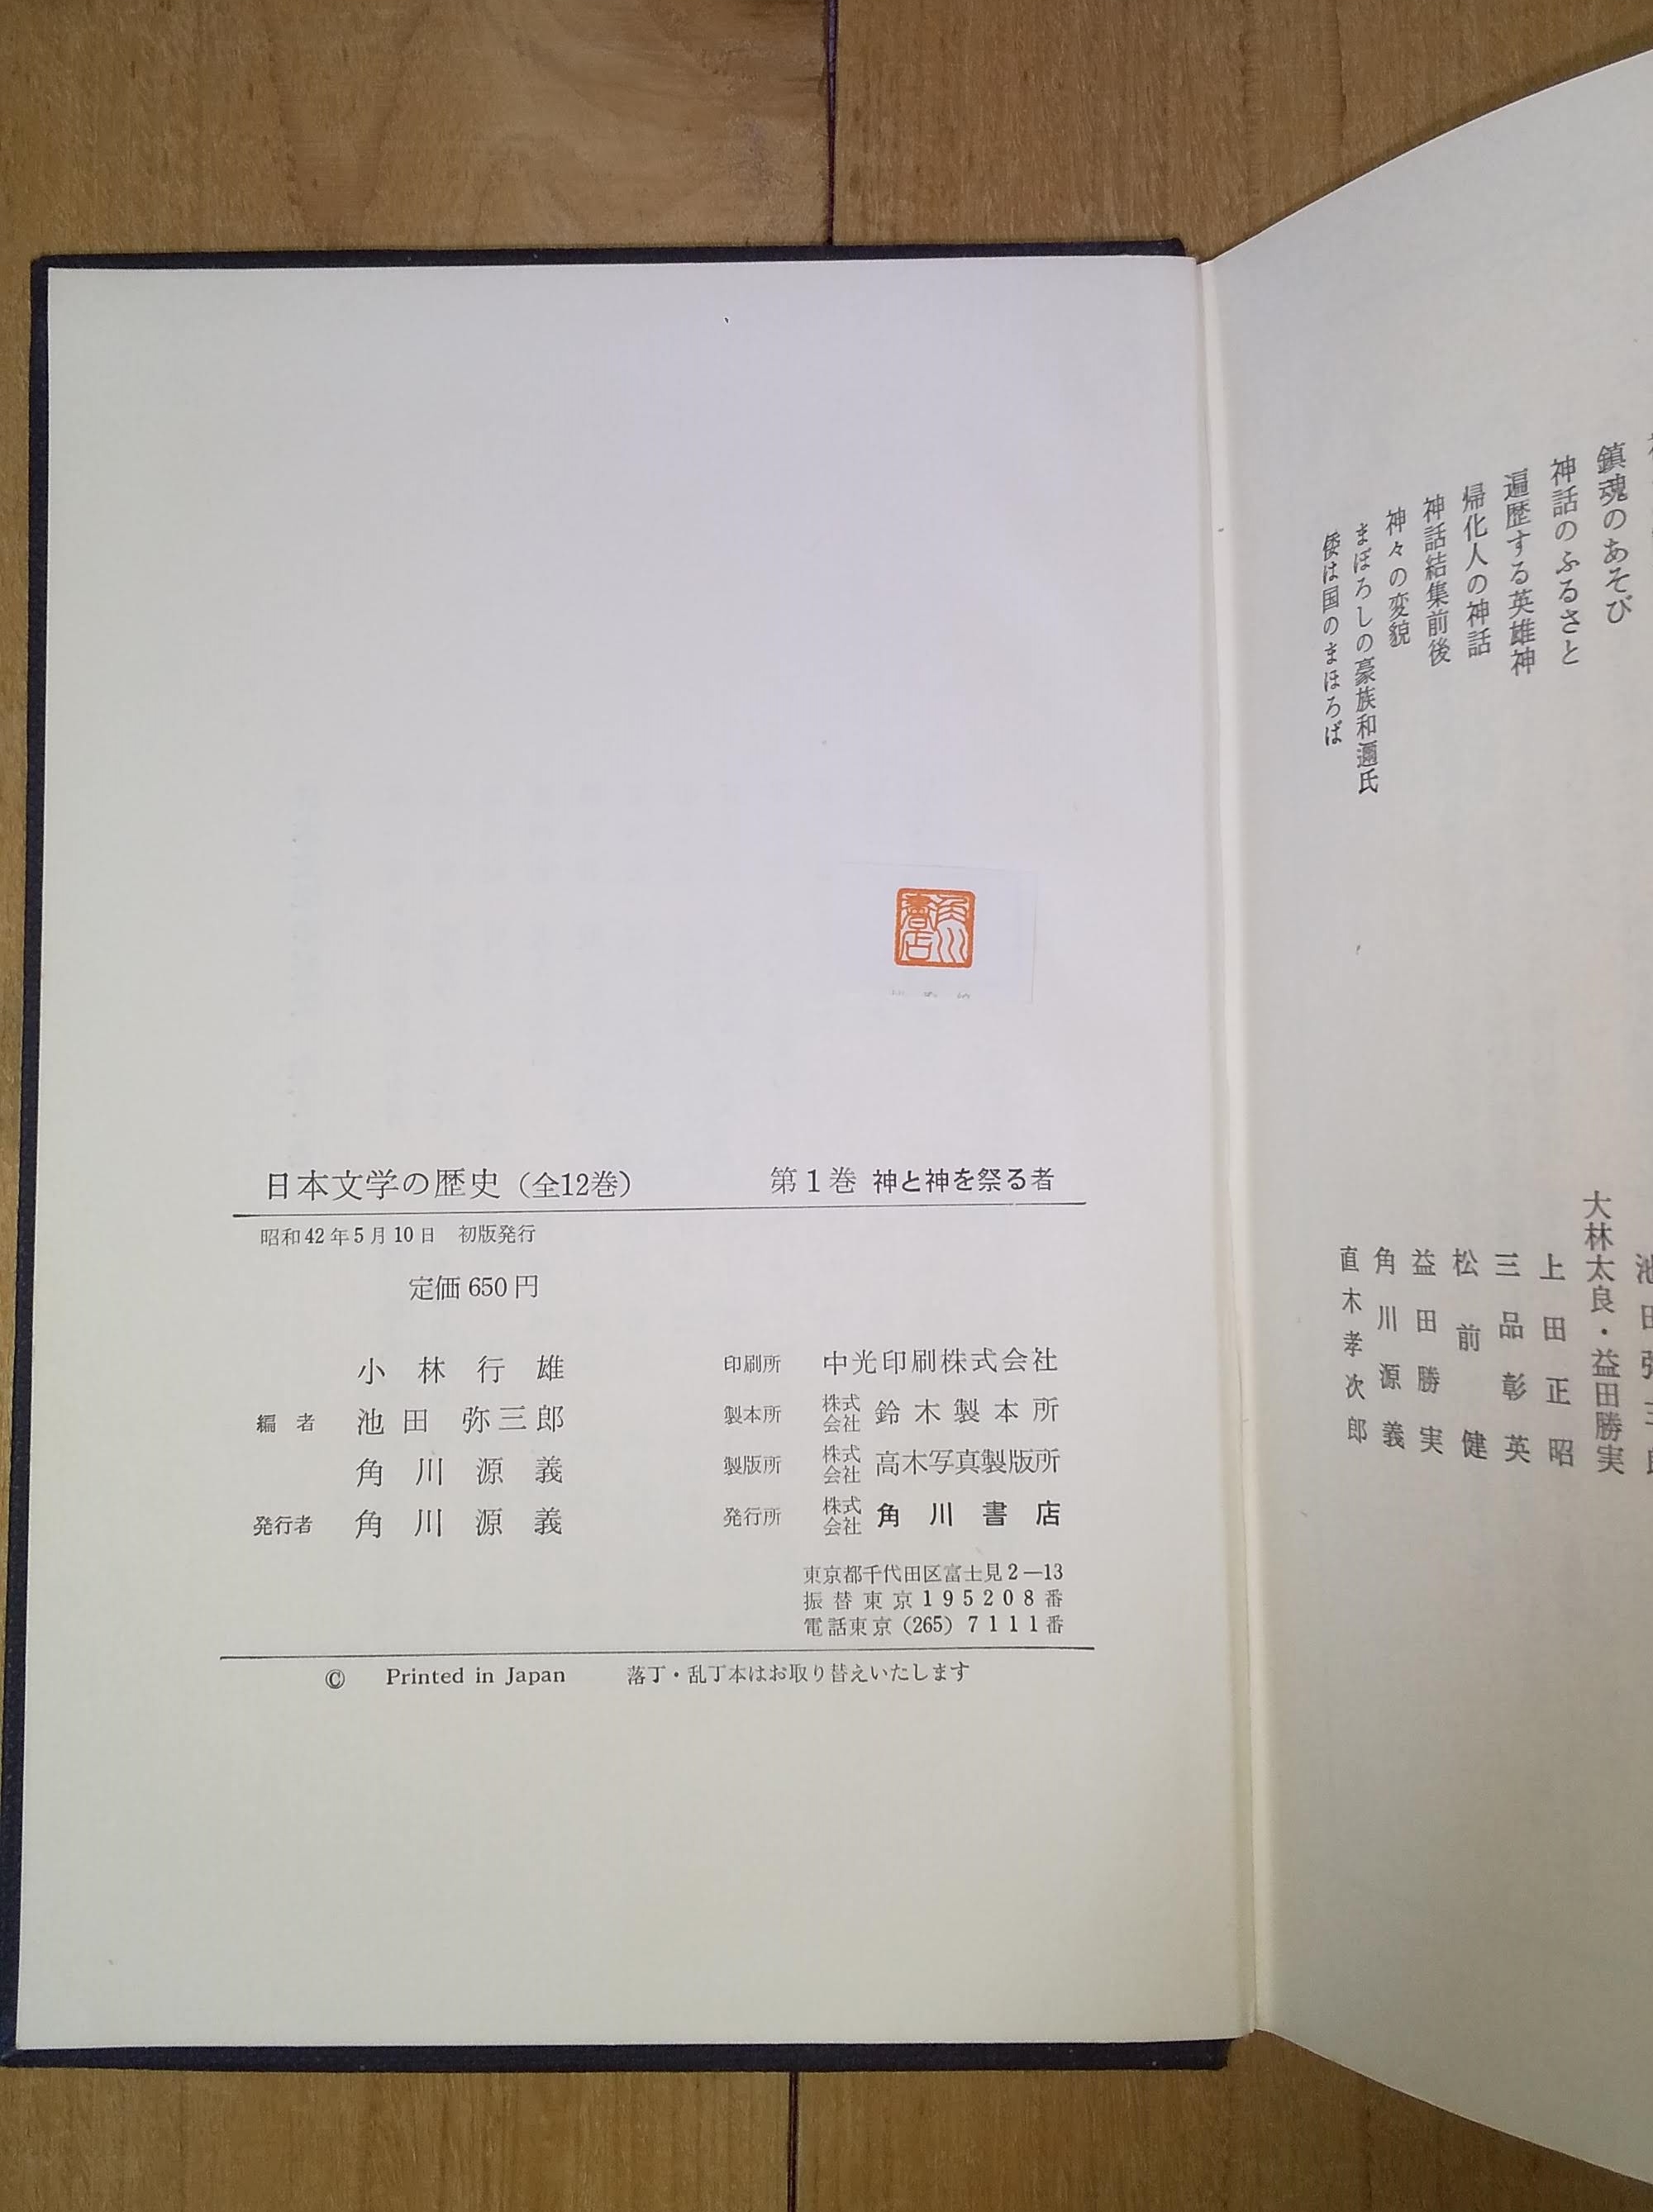 鎮魂のあそび
神話のふるさと
遍歴する英雄神
帰化人の神話
神話結集前後
神々の変貌
まぼろしの豪族和邇氏
倭は国のまほろば
大林太良・益田勝実
上田正昭
三品彰英
松前健
益田勝実
角川源義
直木孝次郎
角川書店
日本文学の歴史（全12巻） 第1巻 神と神を祭る者
昭和42年5月10日 初版発行
定価 650円
小林行雄
編者 池田弥三郎
角川源義
発行者 角川源義
印刷所 中光印刷株式会社
製本所 株式会社 鈴木製本所
製版所 株式会社 高木写真製版所
発行所 株式会社 角川書店
東京都千代田区富士見2—13
振替東京195208番
電話東京（265）7111番
© Printed in Japan 落丁・乱丁本はお取り替えいたします